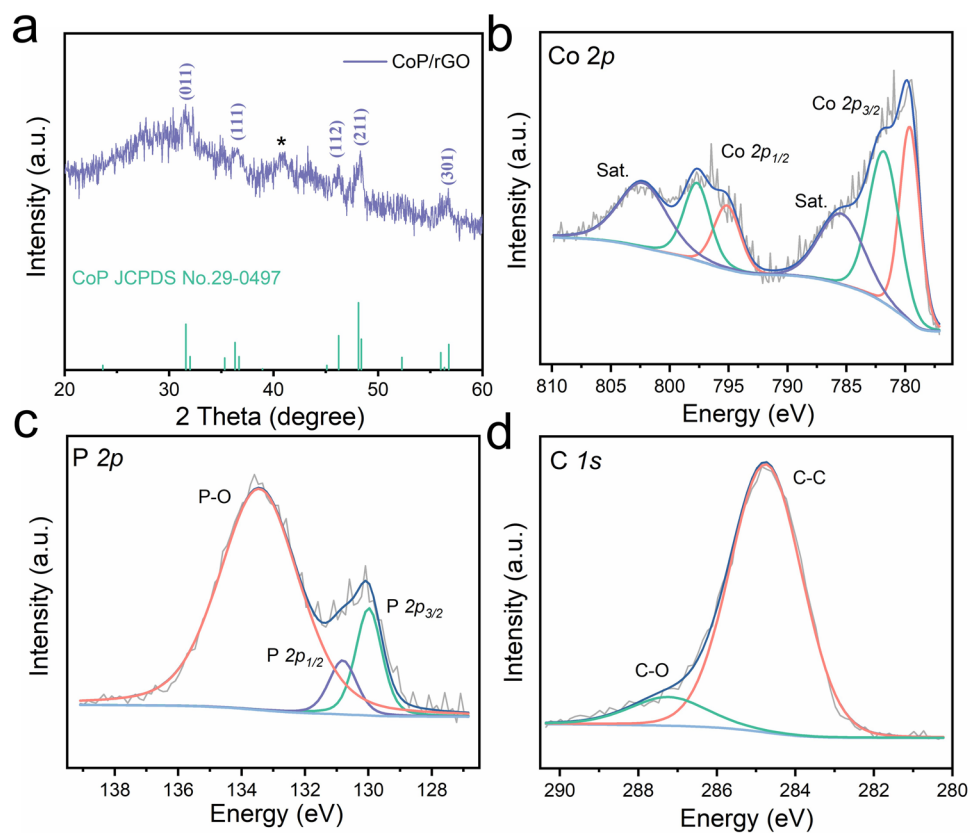 a
CoP/rGO
(011)
(111)
*
(112)
(211)
(301)
CoP JCPDS No.29-0497
Intensity (a.u.)
20 30 40 50 60
2 Theta (degree)
b
Co 2p
Co 2p3/2
Co 2p1/2
Sat.
Sat.
Intensity (a.u.)
810 805 800 795 790 785 780
Energy (eV)
c
P 2p
P-O
P 2p3/2
P 2p1/2
Intensity (a.u.)
138 136 134 132 130 128
Energy (eV)
d
C 1s
C-C
C-O
Intensity (a.u.)
290 288 286 284 282 280
Energy (eV)